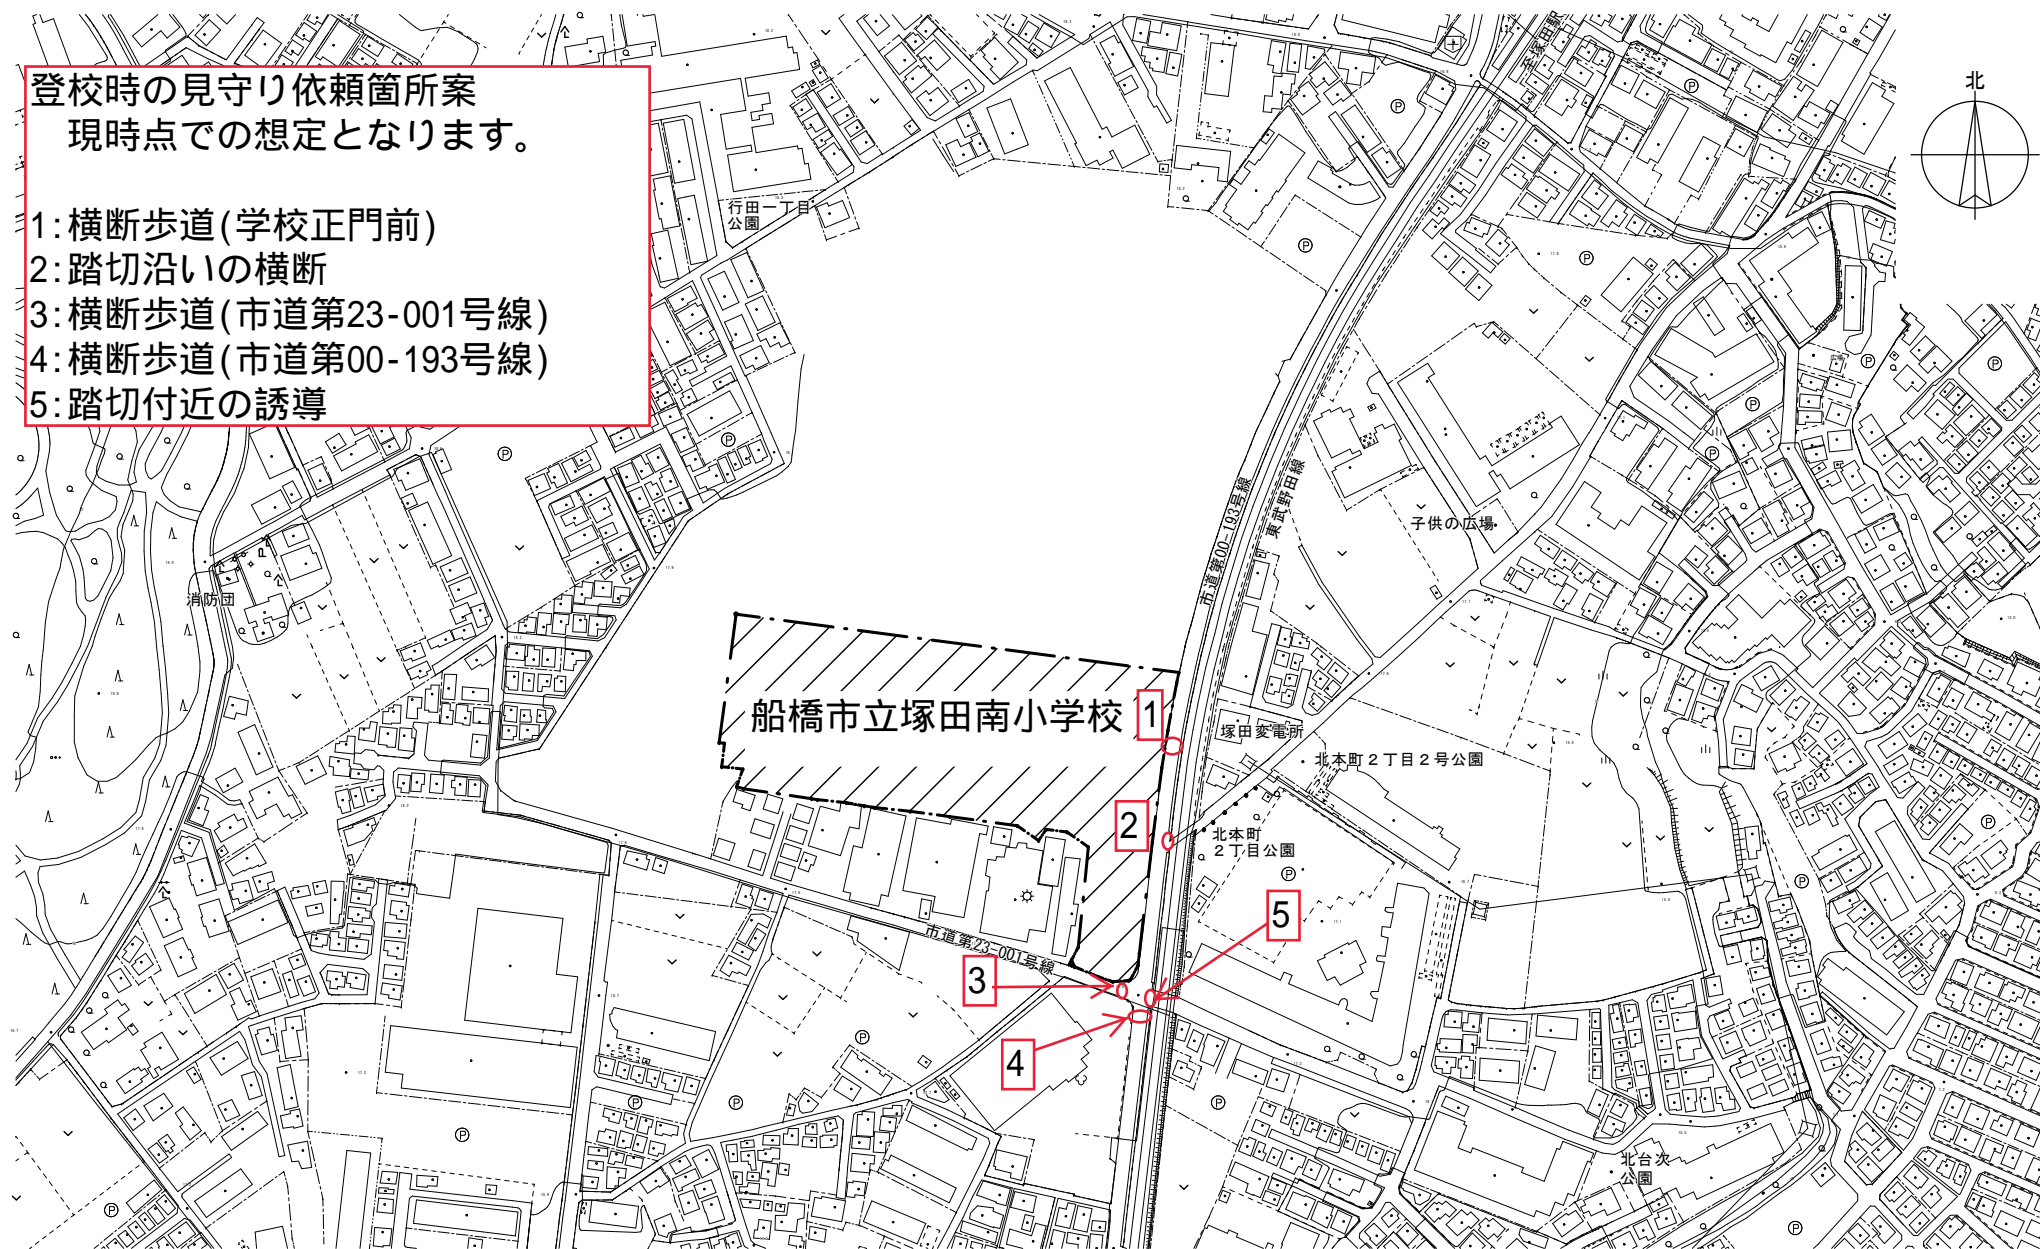 登校時の見守り依頼箇所案
現時点での想定となります。
1:横断歩道(学校正門前)
2:踏切沿いの横断
3:横断歩道(市道第23-001号線)
4:横断歩道(市道第00-193号線)
5:踏切付近の誘導
北
至塚田駅
行田一丁目
公園
市道第00-193号線
東武野田線
子供の広場
消防団
船橋市立塚田南小学校
1
塚田変電所
北本町2丁目2号公園
2
北本町
2丁目公園
5
市道第23-001号線
3
4
北台次
公園